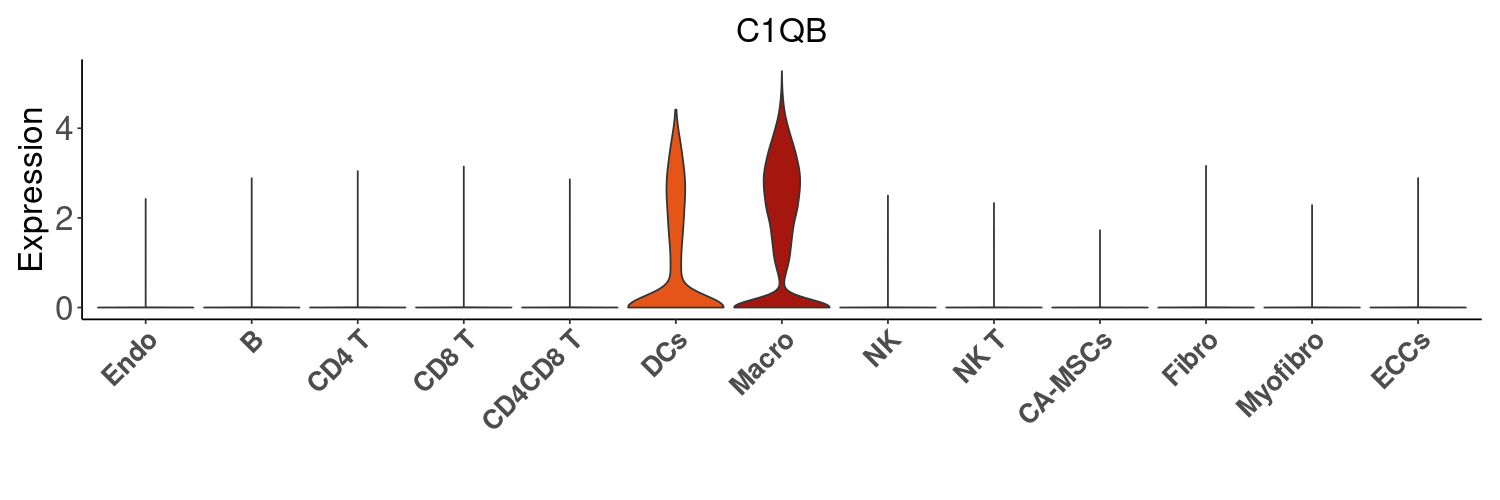 C1QB
Expression
4
2
0
Endo
B
CD4 T
CD8 T
CD4CD8 T
DCs
Macro
NK
NK T
CA-MSCs
Fibro
Myofibro
ECCs